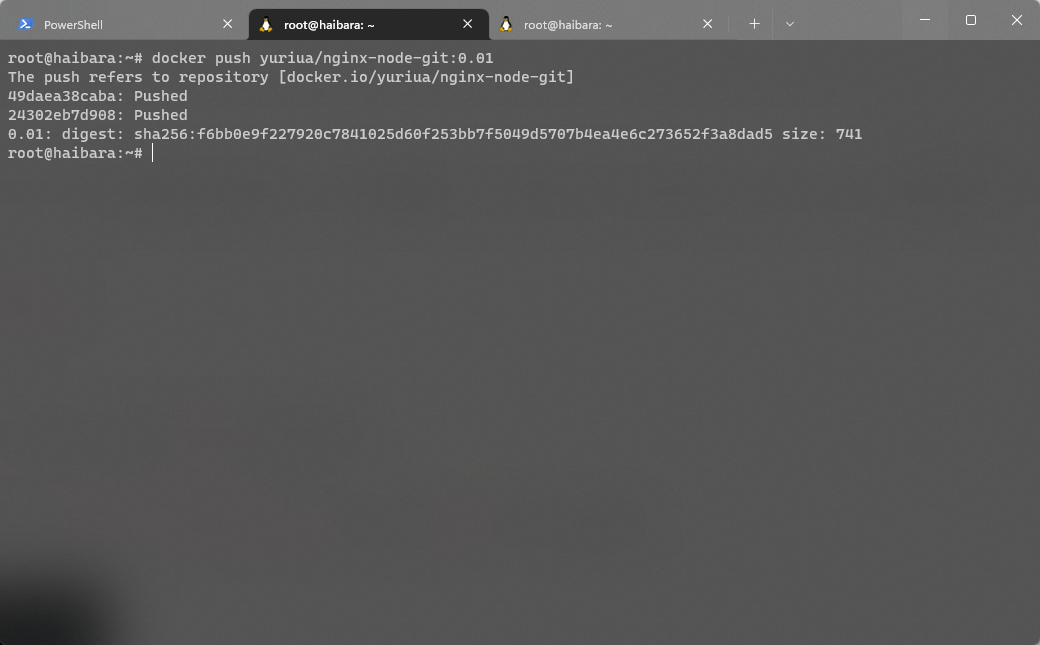 PowerShell
root@haibara: ~
root@haibara: ~
root@haibara:~# docker push yuriua/nginx-node-git:0.01
The push refers to repository [docker.io/yuriua/nginx-node-git]
49daea38caba: Pushed
24302eb7d908: Pushed
0.01: digest: sha256:f6bb0e9f227920c7841025d60f253bb7f5049d5707b4ea4e6c273652f3a8dad5 size: 741
root@haibara:~#